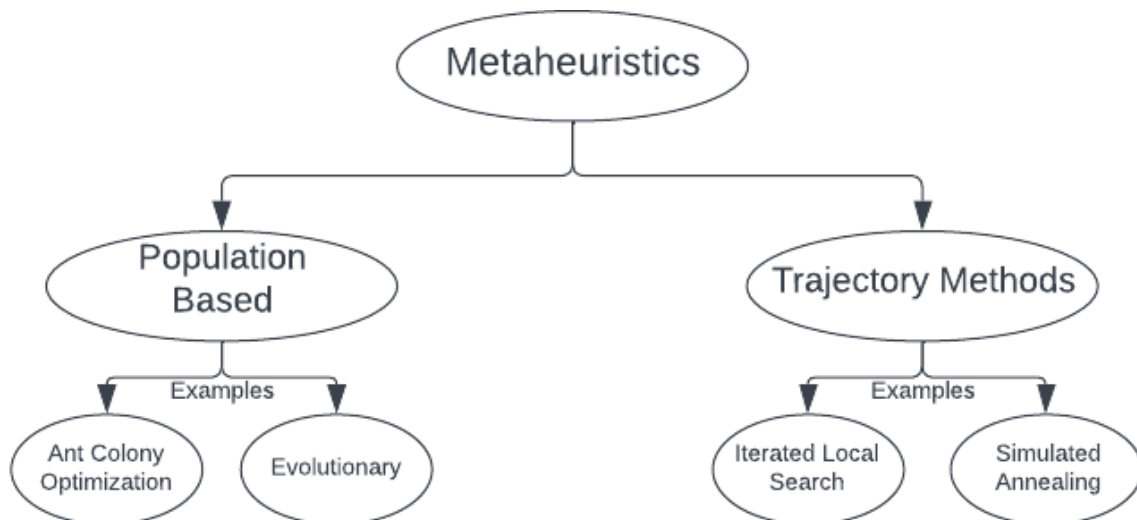 Metaheuristics
Population
Based
Trajectory Methods
Examples
Examples
Ant Colony
Optimization
Evolutionary
Iterated Local
Search
Simulated
Annealing